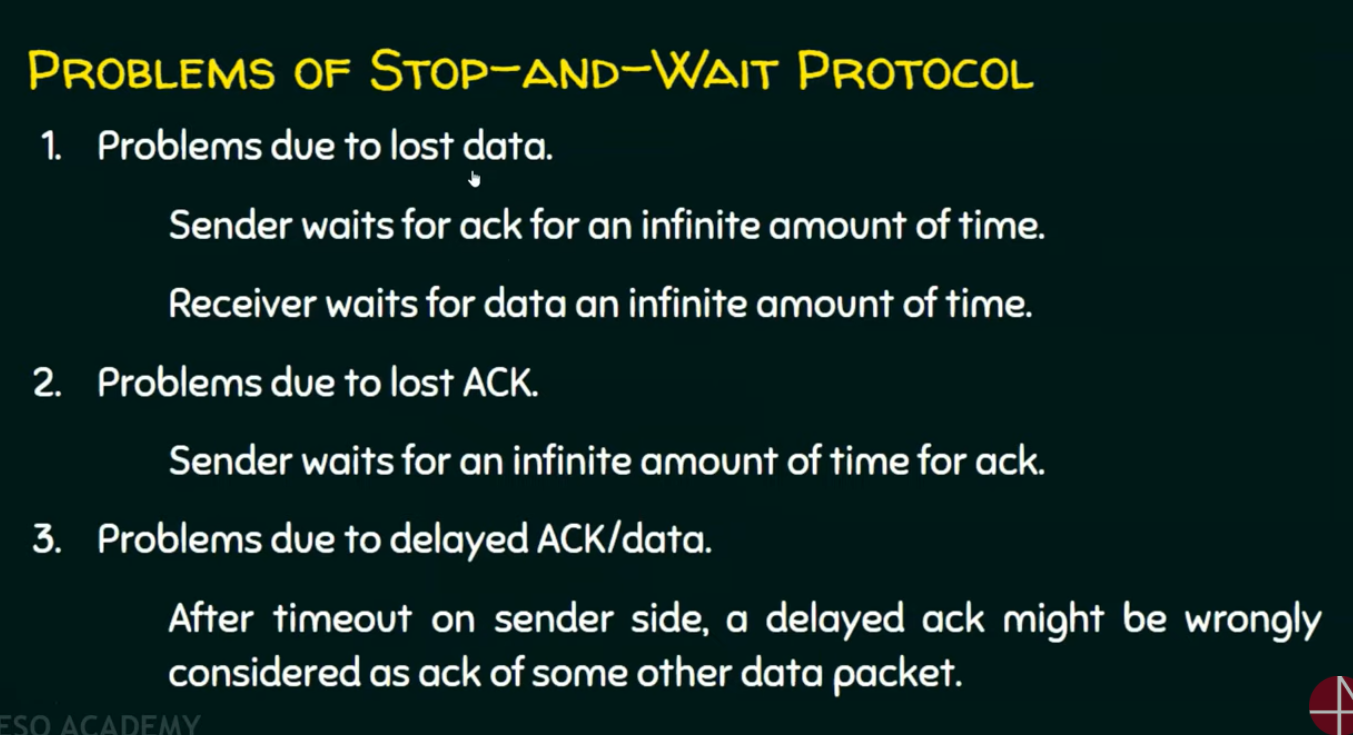 PROBLEMS OF STOP-AND-WAIT PROTOCOL
1. Problems due to lost data.
Sender waits for ack for an infinite amount of time.
Receiver waits for data an infinite amount of time.
2. Problems due to lost ACK.
Sender waits for an infinite amount of time for ack.
3. Problems due to delayed ACK/data.
After timeout on sender side, a delayed ack might be wrongly
considered as ack of some other data packet.
ESO ACADEMY
N